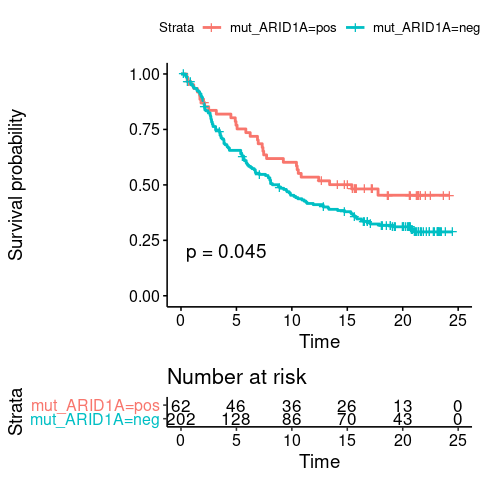 Strata mut_ARID1A=pos mut_ARID1A=neg
Survival probability
1.00
0.75
0.50
0.25
0.00
p = 0.045
0 5 10 15 20 25
Time
Number at risk
Strata
mut_ARID1A=pos 62 46 36 26 13 0
mut_ARID1A=neg 202 128 86 70 43 0
0 5 10 15 20 25
Time